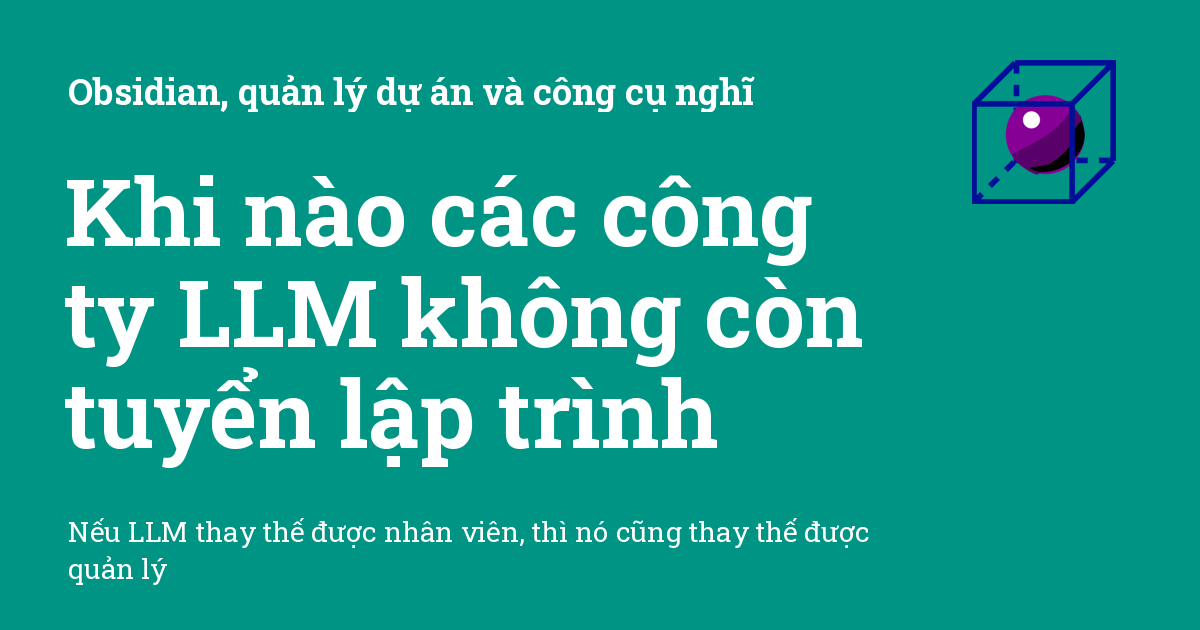 Obsidian, quản lý dự án và công cụ nghĩ
Khi nào các công
ty LLM không còn
tuyển lập trình
Nếu LLM thay thế được nhân viên, thì nó cũng thay thế được
quản lý